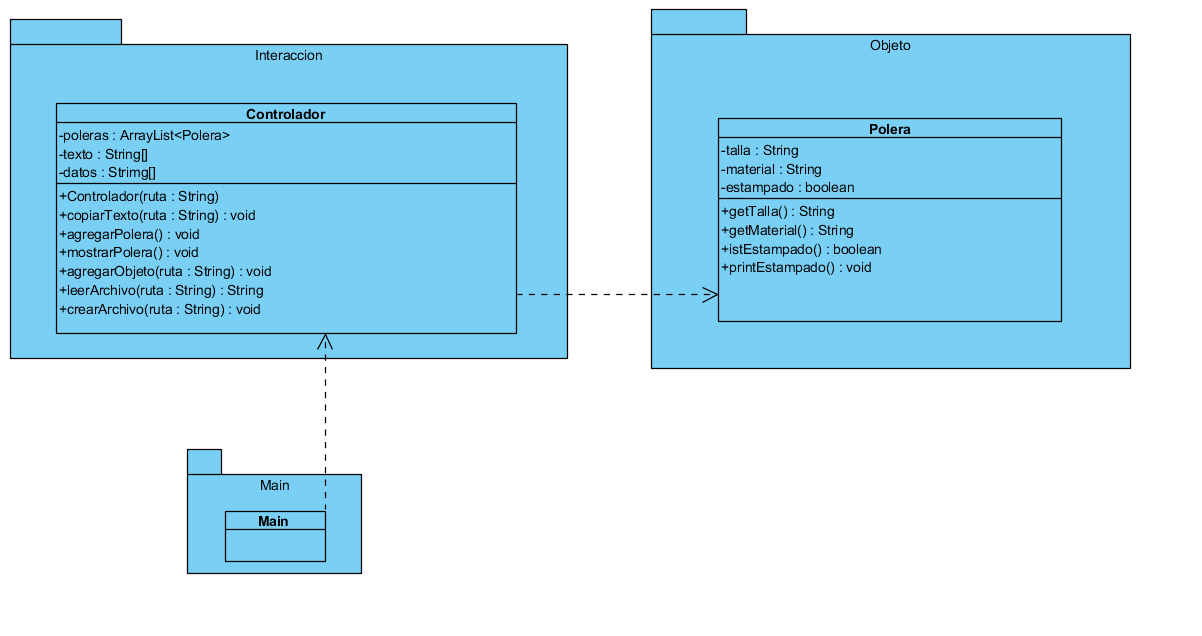 Interaccion
Controlador
-poleras : ArrayList<Polera>
-texto : String[]
-datos : Strimg[]
+Controlador(ruta : String)
+copiarTexto(ruta : String) : void
+agregarPolera() : void
+mostrarPolera() : void
+agregarObjeto(ruta : String) : void
+leerArchivo(ruta : String) : String
+crearArchivo(ruta : String) : void
Objeto
Polera
-talla : String
-material : String
-estampado : boolean
+getTalla() : String
+getMaterial() : String
+istEstampado() : boolean
+printEstampado() : void
Main
Main